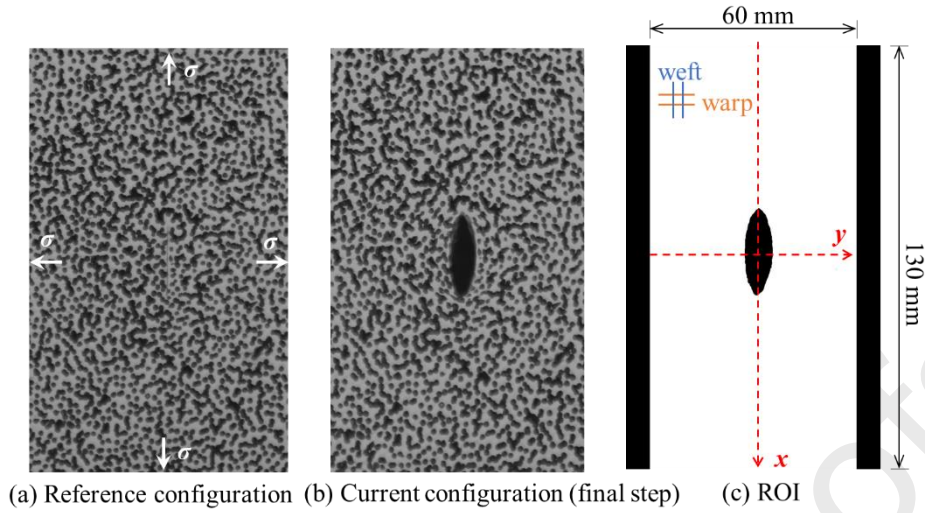 60 mm
σ
weft
warp
σ
σ
y
130 mm
σ
x
(a) Reference configuration (b) Current configuration (final step) (c) ROI